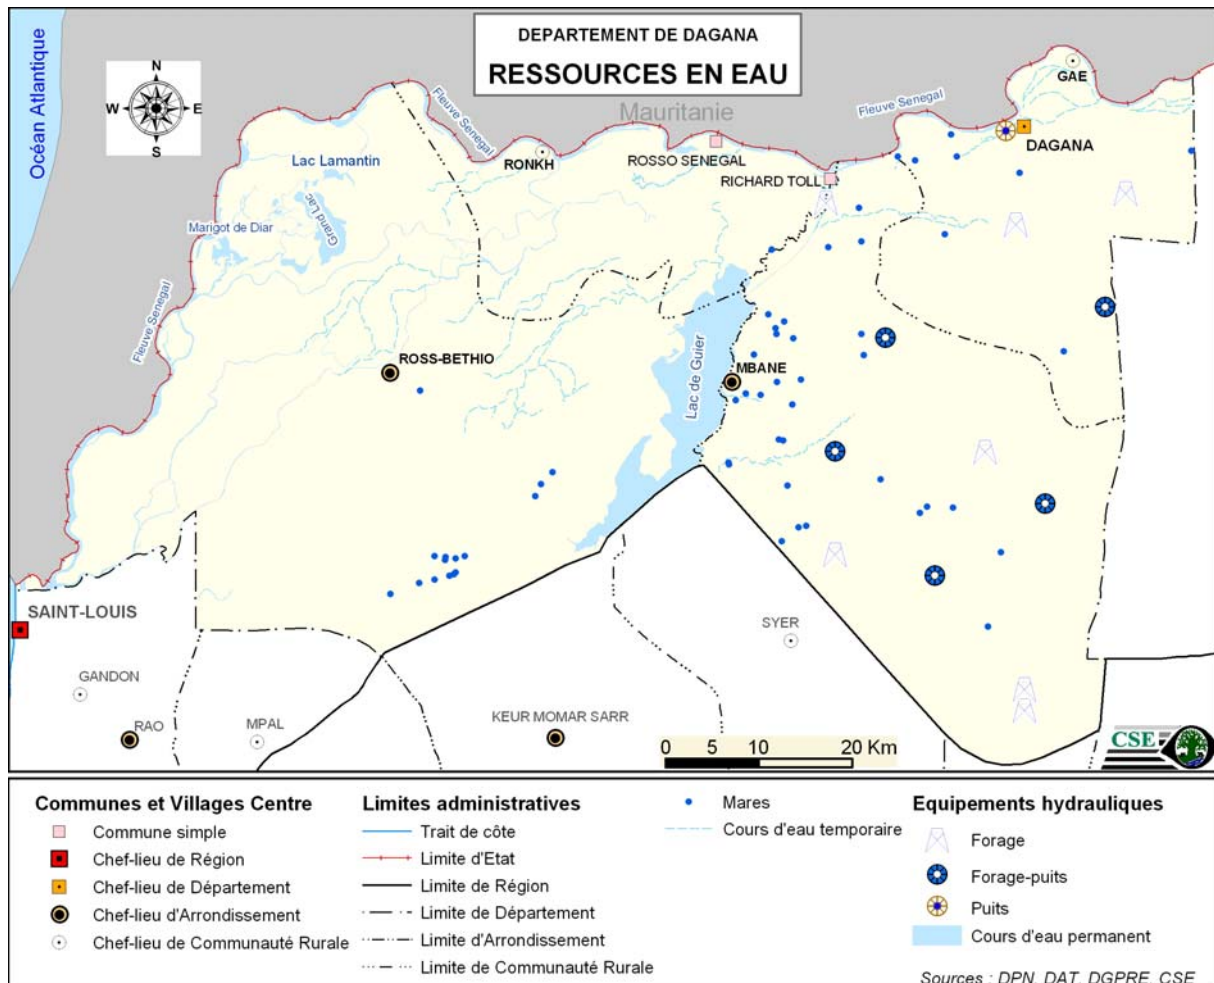 DEPARTEMENT DE DAGANA
RESSOURCES EN EAU
Océan Atlantique
N
W
E
S
Mauritanie
Fleuve Senegal
Fleuve Senegal
GAE
DAGANA
Lac Lamantin
RONKH
ROSSO SENEGAL
RICHARD TOLL
Grand Lac
Marigot de Diar
Fleuve Senegal
ROSS-BETHIO
Lac de Guier
MBANE
SAINT-LOUIS
GANDON
RAO
MPAL
KEUR MOMAR SARR
SYER
0 5 10 20 Km
CSE
Communes et Villages Centre
Commune simple
Chef-lieu de Région
Chef-lieu de Département
Chef-lieu d'Arrondissement
Chef-lieu de Communauté Rurale
Limites administratives
Trait de côte
Limite d'Etat
Limite de Région
Limite de Département
Limite d'Arrondissement
Limite de Communauté Rurale
Mares
Cours d'eau temporaire
Equipements hydrauliques
Forage
Forage-puits
Puits
Cours d'eau permanent
Sources : DPN, DAT, DGPRE, CSE